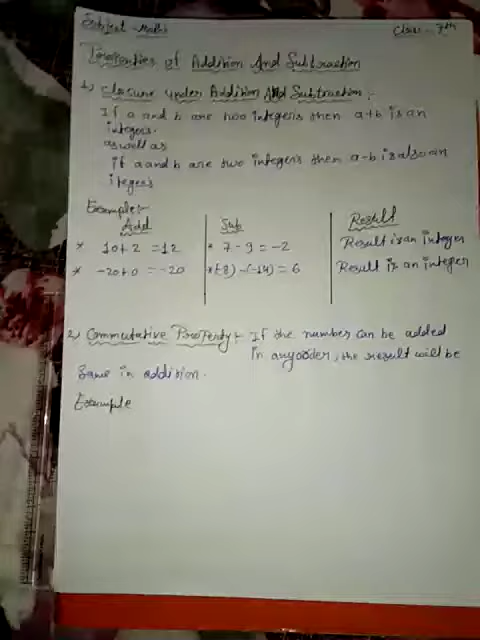 Subject - Maths
Class - 7th
Properties of Addition And Subtraction
1) Closure under Addition And Subtraction :-
If a and b are two integers then a+b is an
integers.
as well as
if a and b are two integers then a-b is also an
itegers
Example:-
Add
Sub
Result
* 10+2 = 12
* 7-9 = -2
Result is an integer
* -20+0 = -20
* (-8) - (-14) = 6
Result is an integer
2) Commutative Property :- If the number can be added
in any order, the result will be
same in addition.
Example